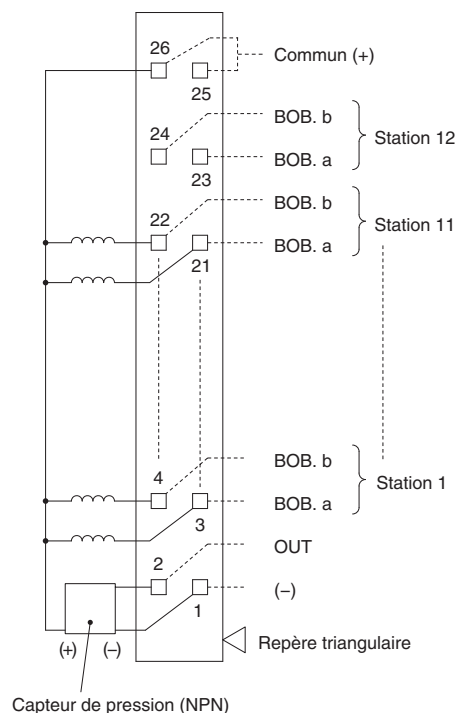 26
Commun (+)
25
24
BOB. b
Station 12
BOB. a
23
BOB. b
22
Station 11
BOB. a
21
BOB. b
4
Station 1
BOB. a
3
OUT
2
(–)
1
Repère triangulaire
(+) (–)
Capteur de pression (NPN)